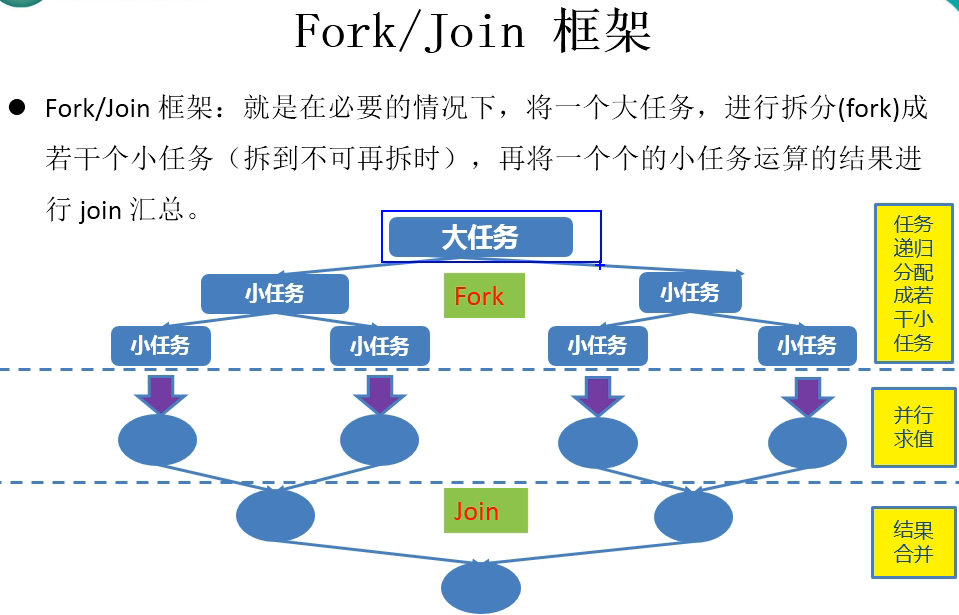 Fork/Join 框架
Fork/Join 框架：就是在必要的情况下，将一个大任务，进行拆分(fork)成
若干个小任务（拆到不可再拆时），再将一个个的小任务运算的结果进
行 join 汇总。
大任务
小任务
Fork
小任务
小任务
小任务
小任务
小任务
任务
递归
分配
成若
干小
任务
并行
求值
Join
结果
合并